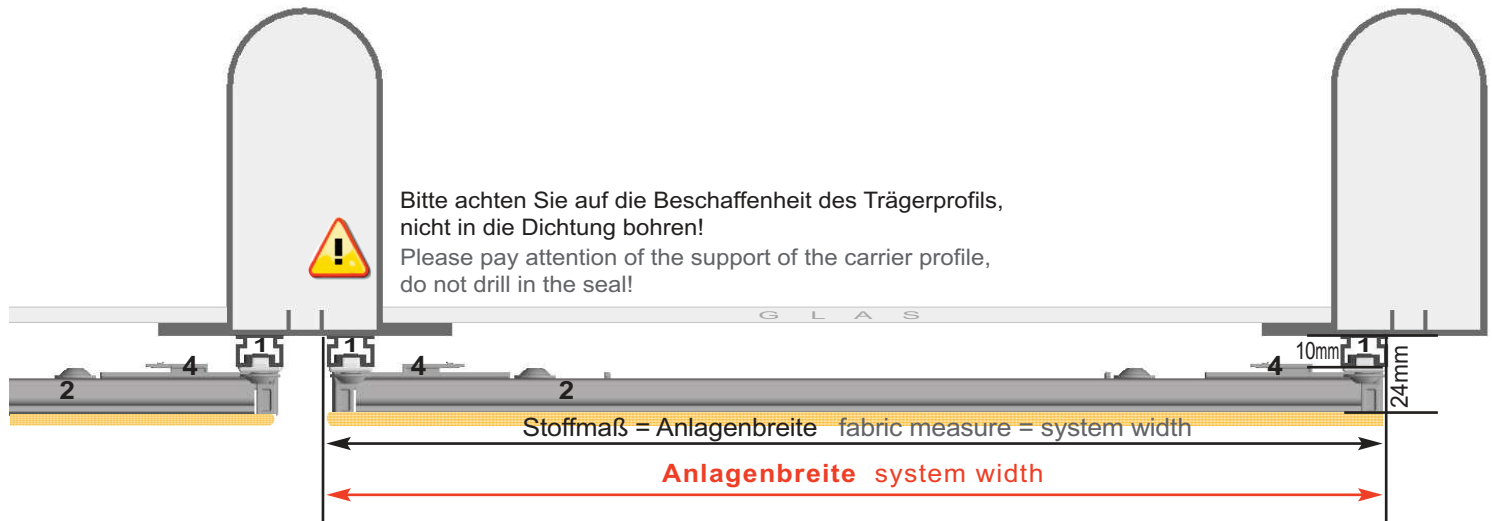 Bitte achten Sie auf die Beschaffenheit des Trägerprofils,
nicht in die Dichtung bohren!
Please pay attention of the support of the carrier profile,
do not drill in the seal!
!
G L A S
1 1 10mm 1
4 4 4
24mm
2 2
Stoffmaß = Anlagenbreite fabric measure = system width
Anlagenbreite system width